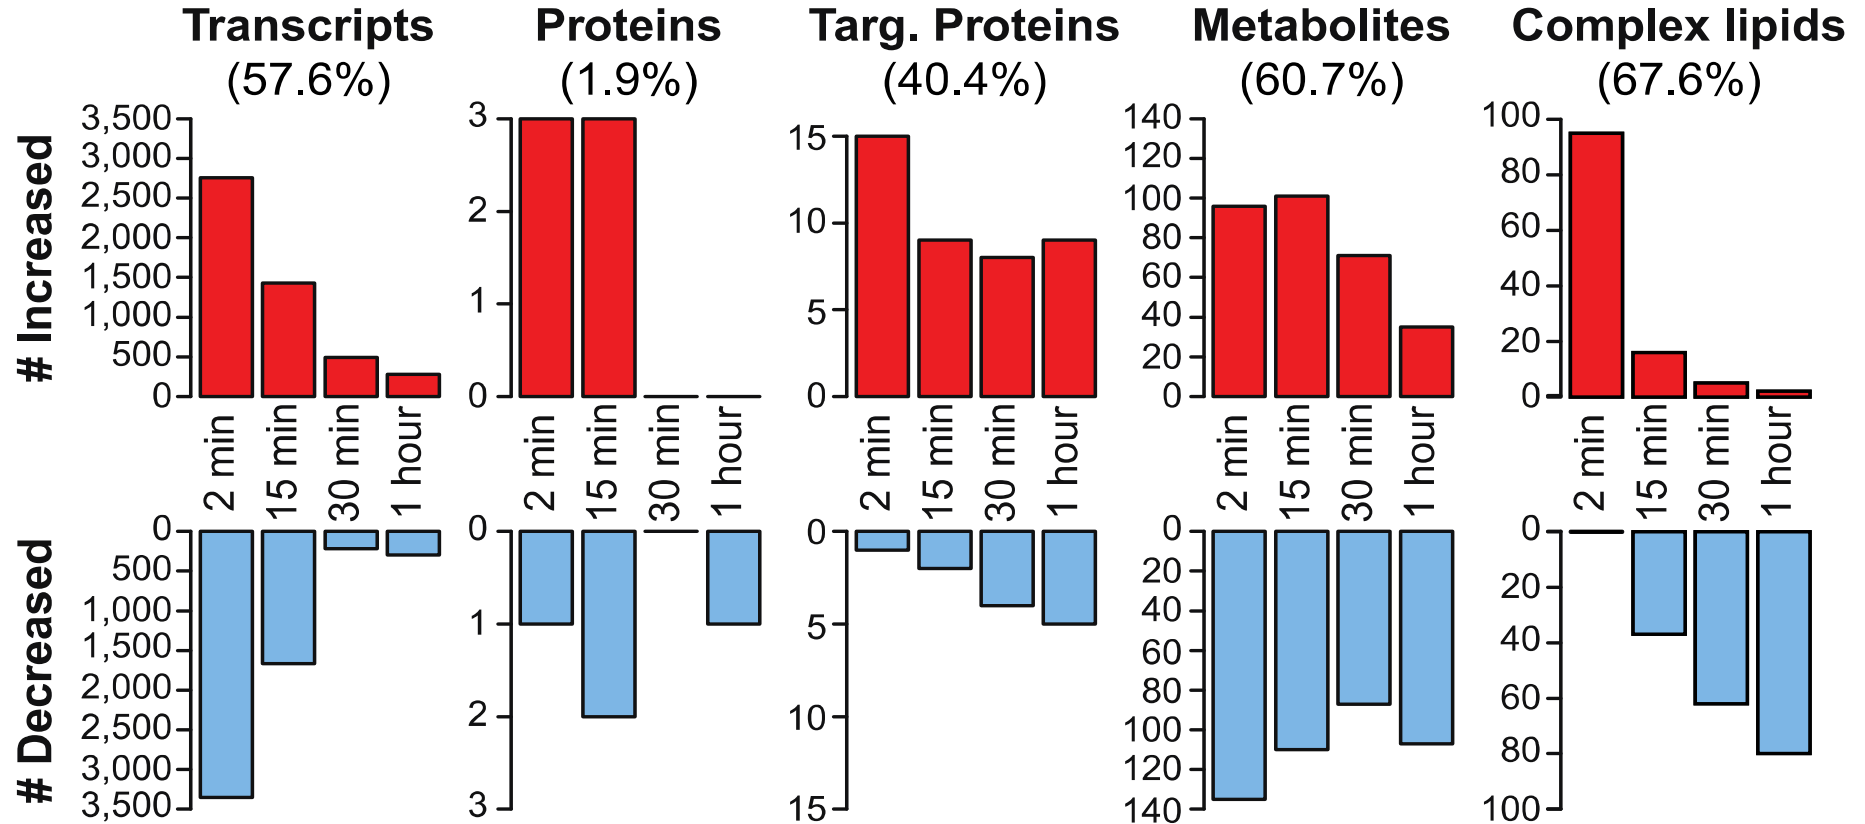 Transcripts Proteins Targ. Proteins Metabolites Complex lipids
(57.6%) (1.9%) (40.4%) (60.7%) (67.6%)
# Increased
3,500
3,000
2,500
2,000
1,500
1,000
500
0
3
2
1
0
15
10
5
0
140
120
100
80
60
40
20
0
100
80
60
40
20
0
2 min
15 min
30 min
1 hour
2 min
15 min
30 min
1 hour
2 min
15 min
30 min
1 hour
2 min
15 min
30 min
1 hour
2 min
15 min
30 min
1 hour
# Decreased
0
500
1,000
1,500
2,000
2,500
3,000
3,500
0
1
2
3
0
5
10
15
0
20
40
60
80
100
120
140
0
20
40
60
80
100